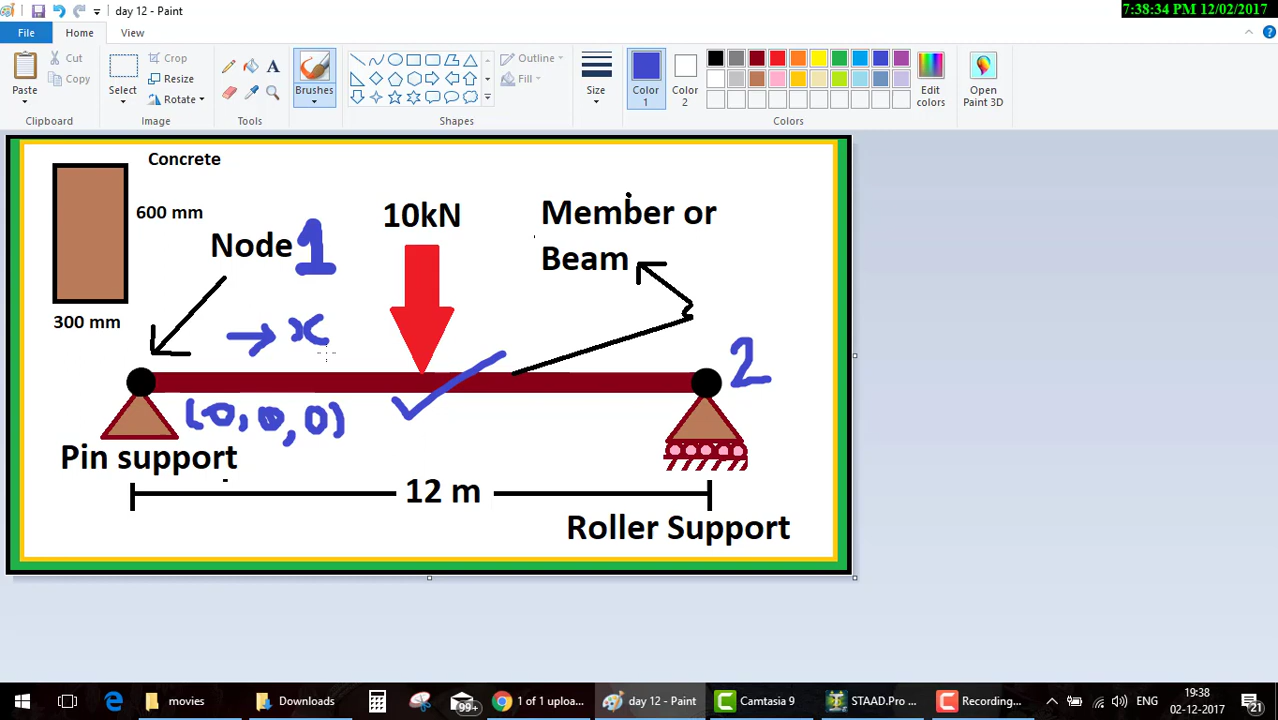 7:38:34 PM 12/02/2017
day 12 - Paint
File Home View
Paste
Cut
Copy
Clipboard
Select
Crop
Resize
Rotate
Image
A
Tools
Brushes
Outline
Fill
Shapes
Size
Color
1
Color
2
Colors
Edit
colors
Open
Paint 3D
Concrete
600 mm
300 mm
Node 1
10kN
Member or
Beam
→ x
2
(0, 0, 0)
Pin support
12 m
Roller Support
movies
Downloads
99+
1 of 1 uploa...
day 12 - Paint
Camtasia 9
STAAD.Pro ...
Recording...
ENG
19:38
02-12-2017
21